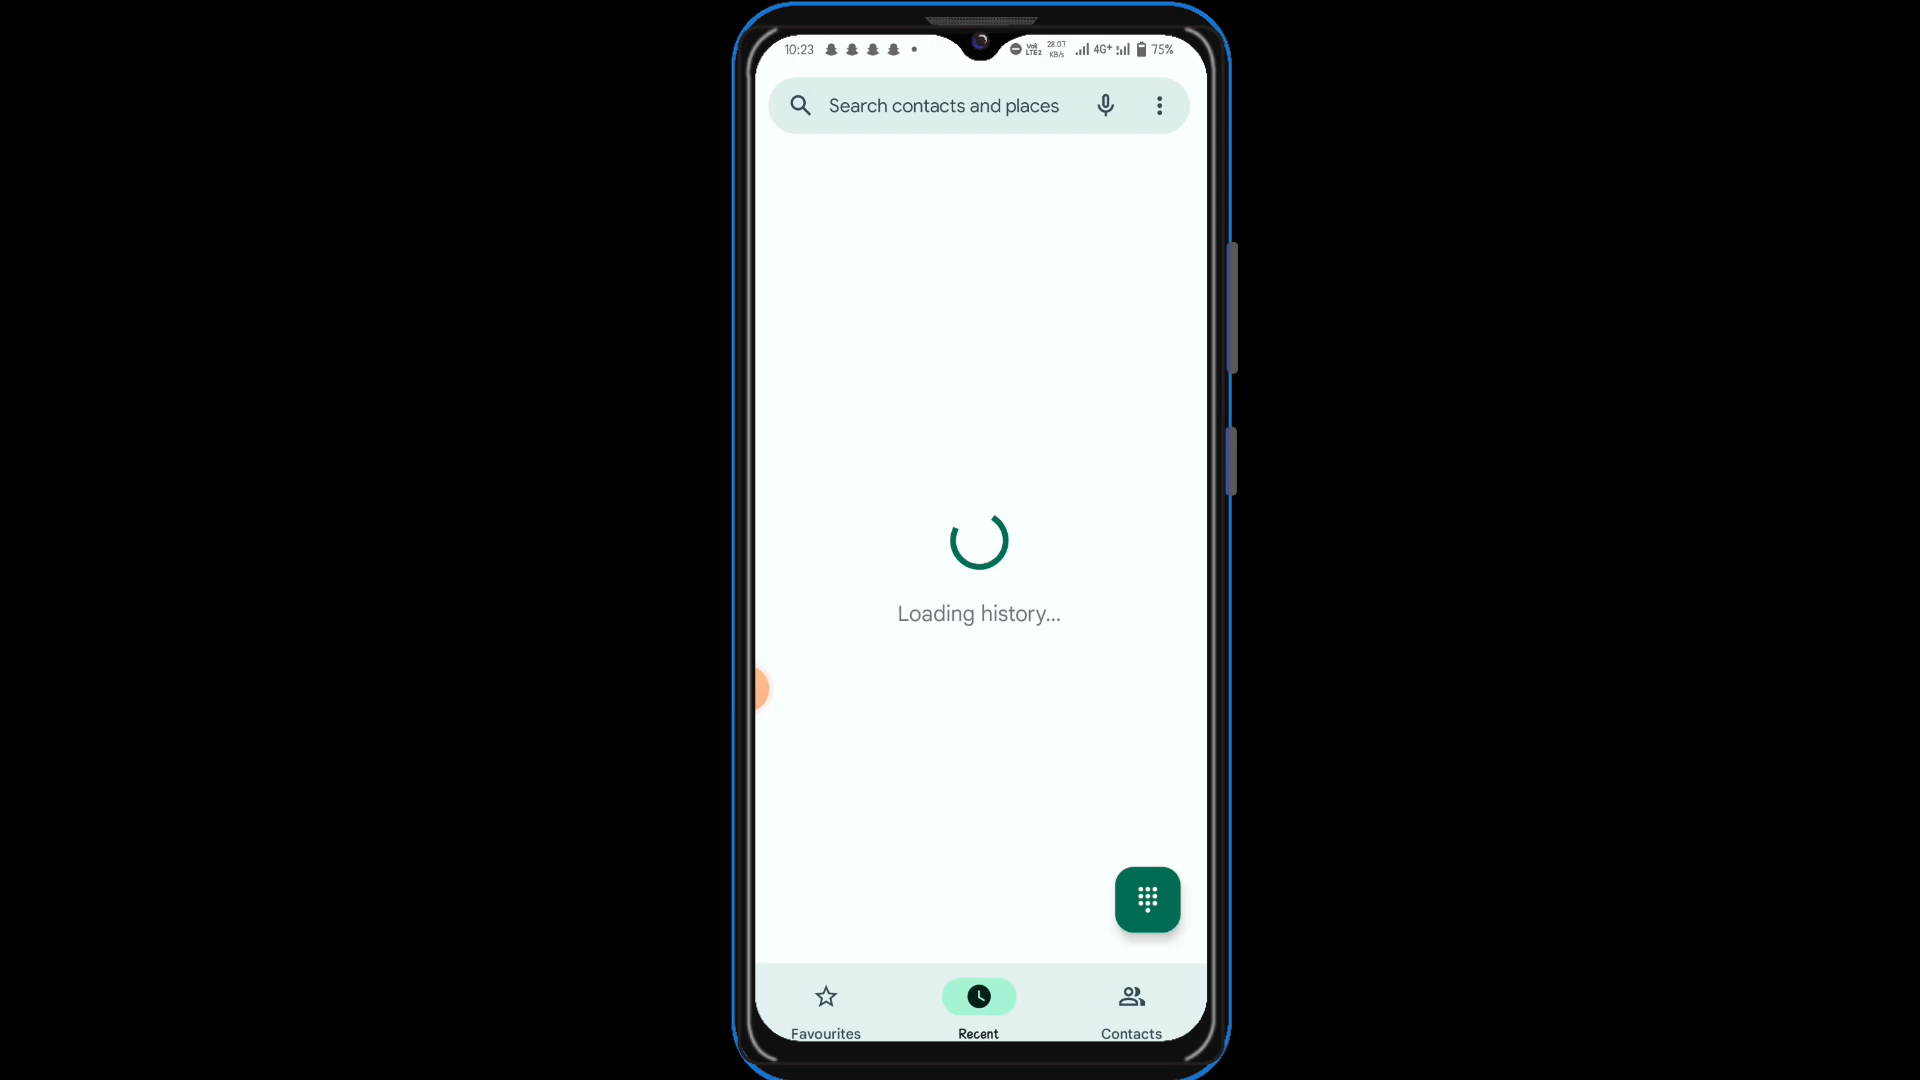 10:23 Vo) LTE2 28.07 KB/s 4G+ 75%
Search contacts and places
Loading history...
Favourites Recent Contacts